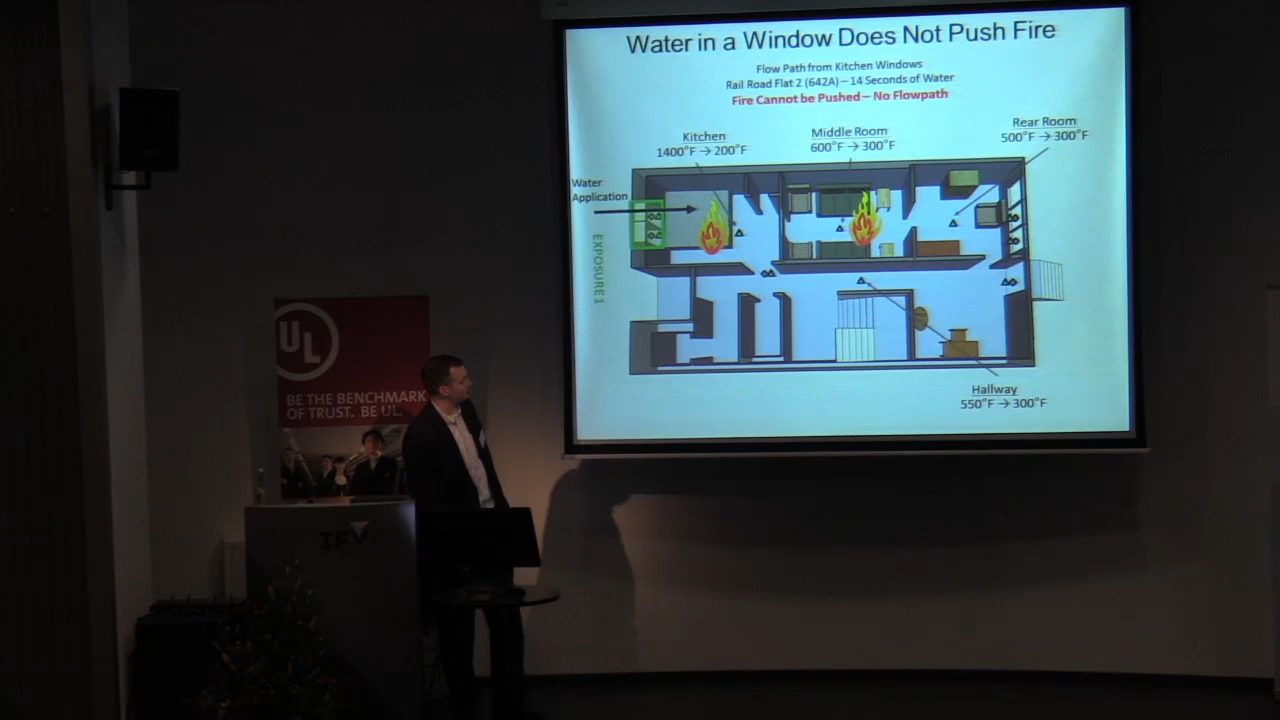 Water in a Window Does Not Push Fire
Flow Path from Kitchen Windows
Rail Road Flat 2 (642A) – 14 Seconds of Water
Fire Cannot be Pushed – No Flowpath
Kitchen
1400°F → 200°F
Middle Room
600°F → 300°F
Rear Room
500°F → 300°F
Water
Application
EXPOSURE 1
Hallway
550°F → 300°F
UL
BE THE BENCHMARK
OF TRUST. BE UL.
IFV